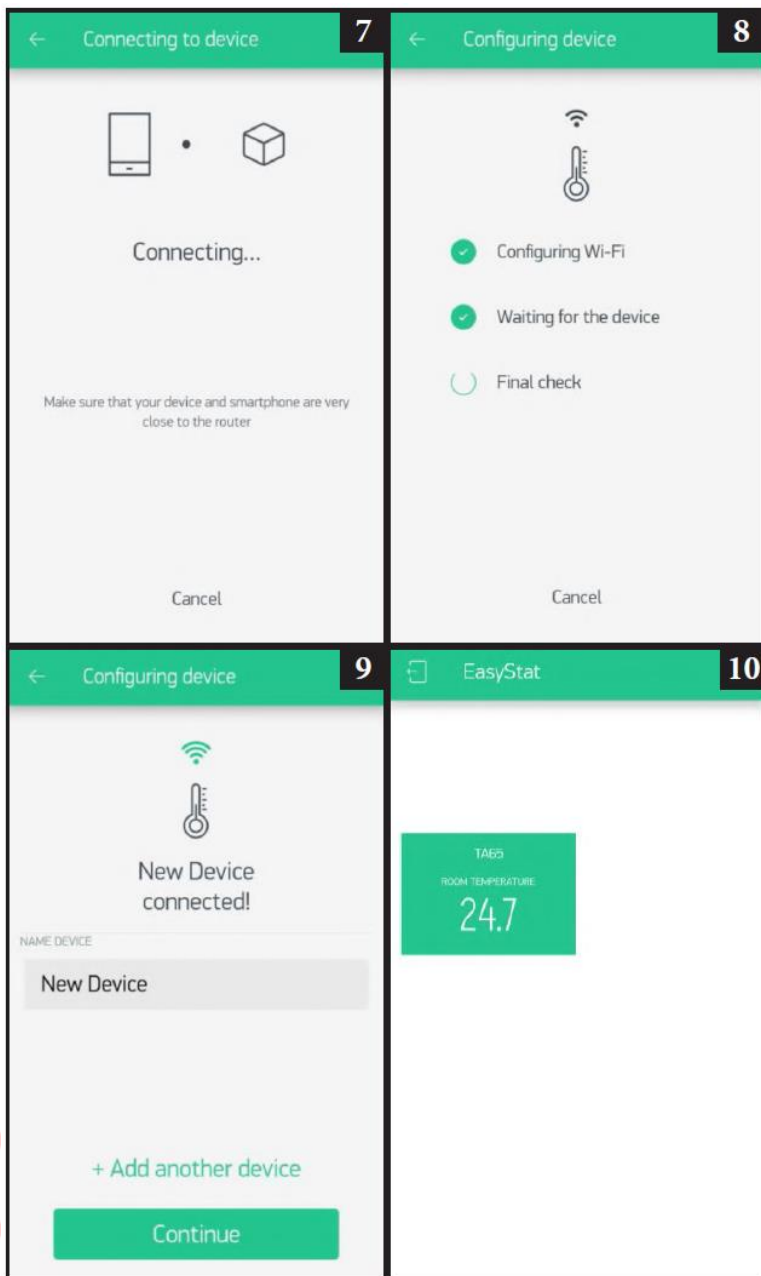 Connecting to device
7
Connecting...
Make sure that your device and smartphone are very
close to the router
Cancel
Configuring device
8
Configuring Wi-Fi
Waiting for the device
Final check
Cancel
Configuring device
9
New Device
connected!
NAME DEVICE
New Device
+ Add another device
Continue
EasyStat
10
TA65
ROOM TEMPERATURE
24.7